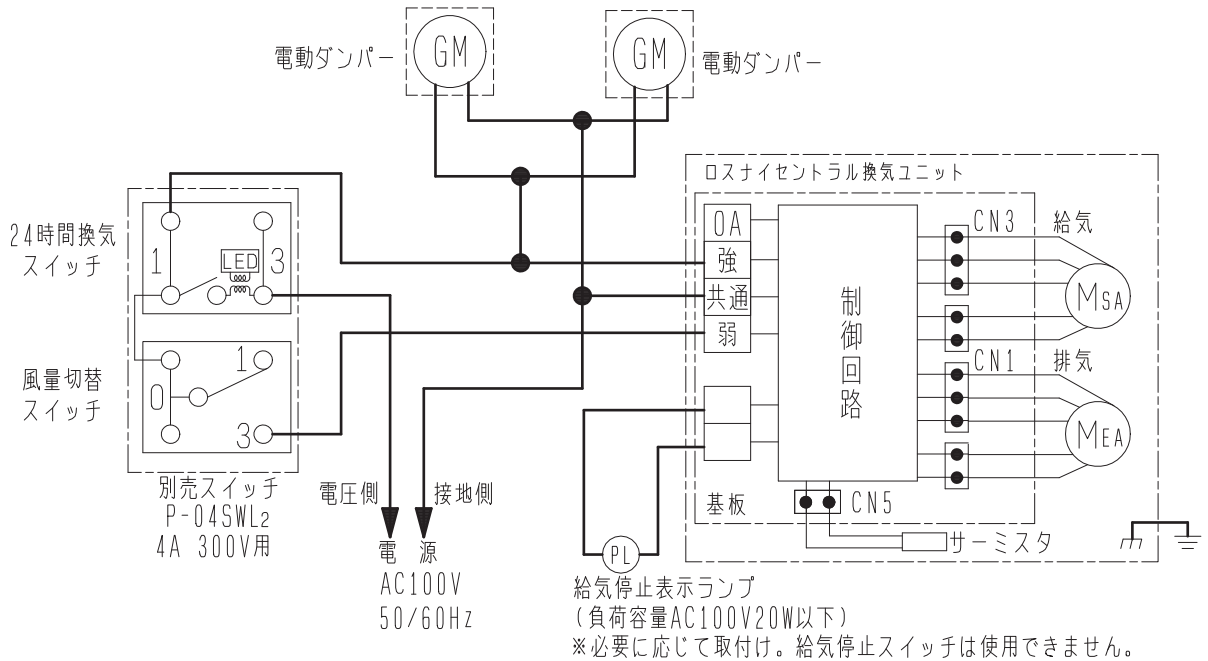 電動ダンパー
GM
GM
電動ダンパー
ロスナイセントラル換気ユニット
24時間換気
スイッチ
1
LED
3
OA
強
共通
弱
制御回路
CN3
給気
MSA
CN1
排気
MEA
風量切替
スイッチ
0
1
3
別売スイッチ
P-04SWL2
4A 300V用
電圧側
接地側
電源
AC100V
50/60Hz
基板
CN5
サーミスタ
PL
給気停止表示ランプ
(負荷容量AC100V20W以下)
※必要に応じて取付け。給気停止スイッチは使用できません。